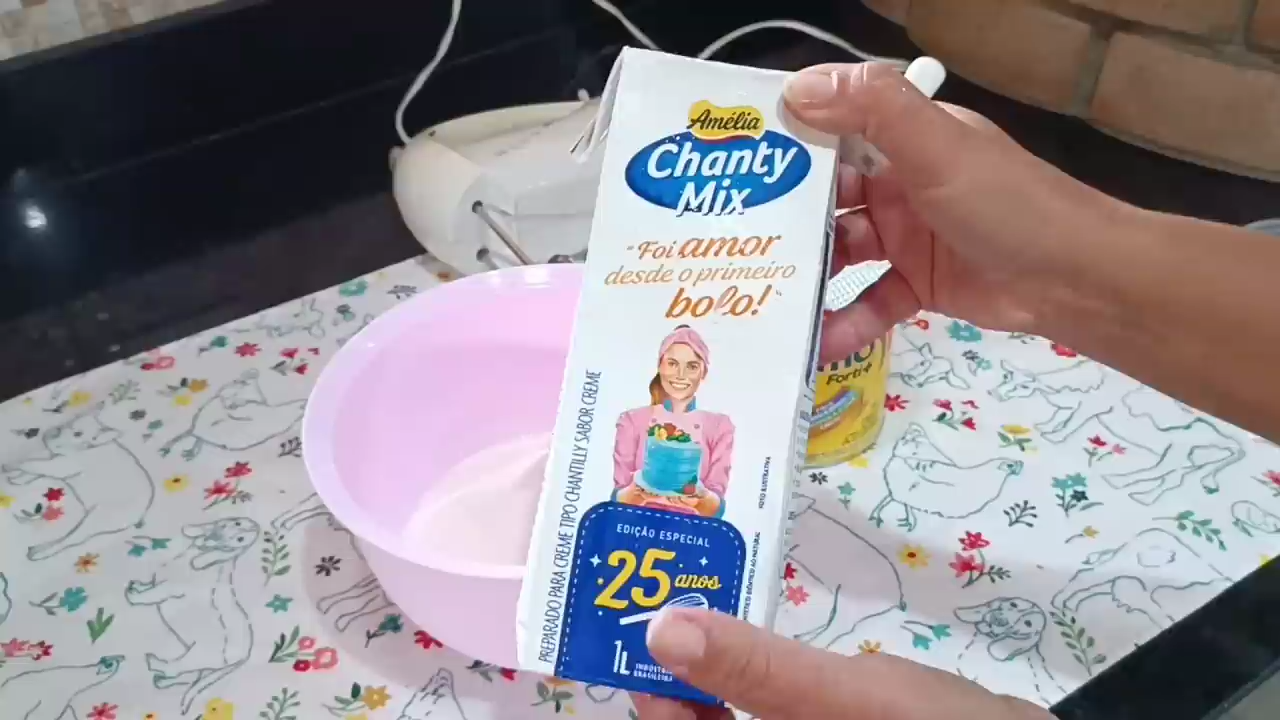 Amélia
Chanty
Mix
"Foi amor
desde o primeiro
bolo!"
PREPARADO PARA CREME TIPO CHANTILLY SABOR CREME
FOTO ILUSTRATIVA
EDIÇÃO ESPECIAL
25 anos
1L
Forti+